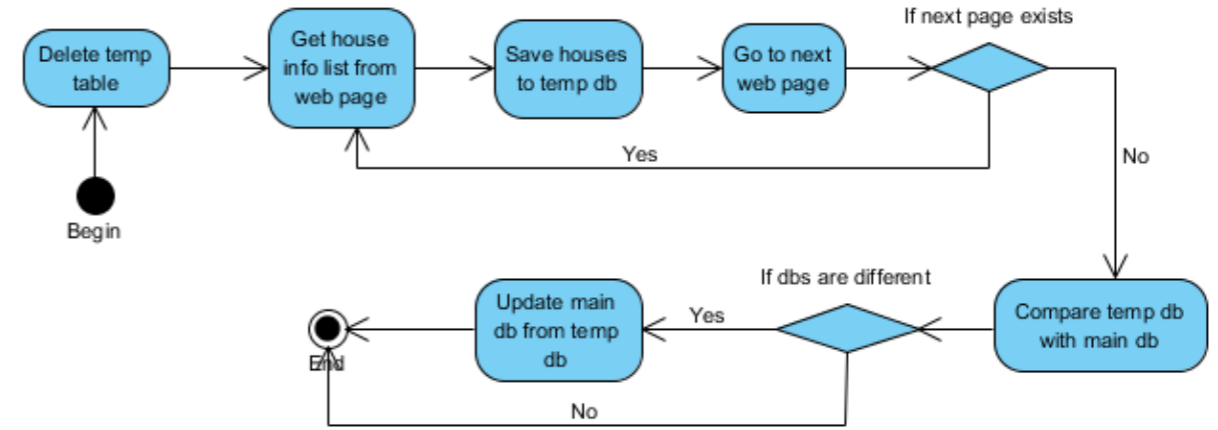 If next page exists
Delete temp
table
Get house
info list from
web page
Save houses
to temp db
Go to next
web page
Yes
No
Begin
If dbs are different
Compare temp db
with main db
Yes
Update main
db from temp
db
End
No